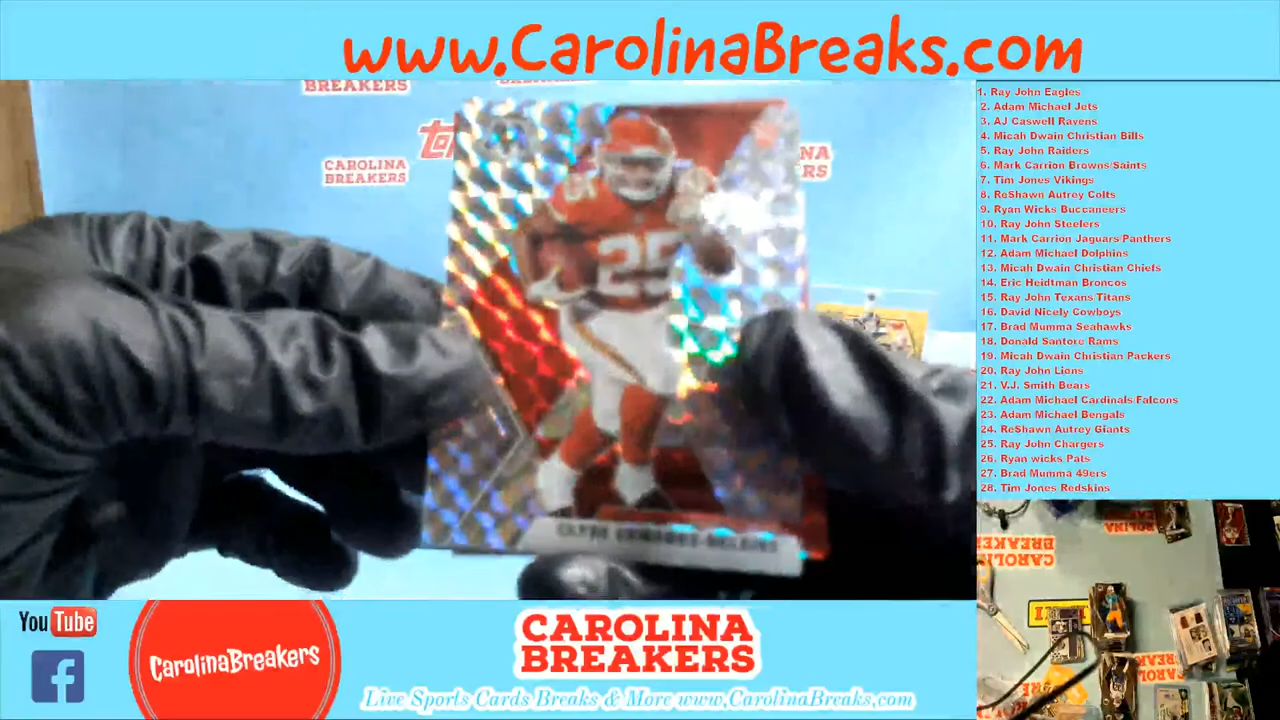 www.CarolinaBreaks.com
BREAKERS
CAROLINA
BREAKERS
25
1. Ray John Eagles
2. Adam Michael Jets
3. AJ Caswell Ravens
4. Micah Dwain Christian Bills
5. Ray John Raiders
6. Mark Carrion Browns/Saints
7. Tim Jones Vikings
8. ReShawn Autrey Colts
9. Ryan Wicks Buccaneers
10. Ray John Steelers
11. Mark Carrion Jaguars/Panthers
12. Adam Michael Dolphins
13. Micah Dwain Christian Chiefs
14. Eric Heidtman Broncos
15. Ray John Texans Titans
16. David Nicely Cowboys
17. Brad Mumma Seahawks
18. Donald Santore Rams
19. Micah Dwain Christian Packers
20. Ray John Lions
21. V.J. Smith Bears
22. Adam Michael Cardinals/Falcons
23. Adam Michael Bengals
24. ReShawn Autrey Giants
25. Ray John Chargers
26. Ryan wicks Pats
27. Brad Mumma 49ers
28. Tim Jones Redskins
YouTube
CarolinaBreakers
CAROLINA
BREAKERS
Live Sports Cards Breaks & More www.CarolinaBreaks.com